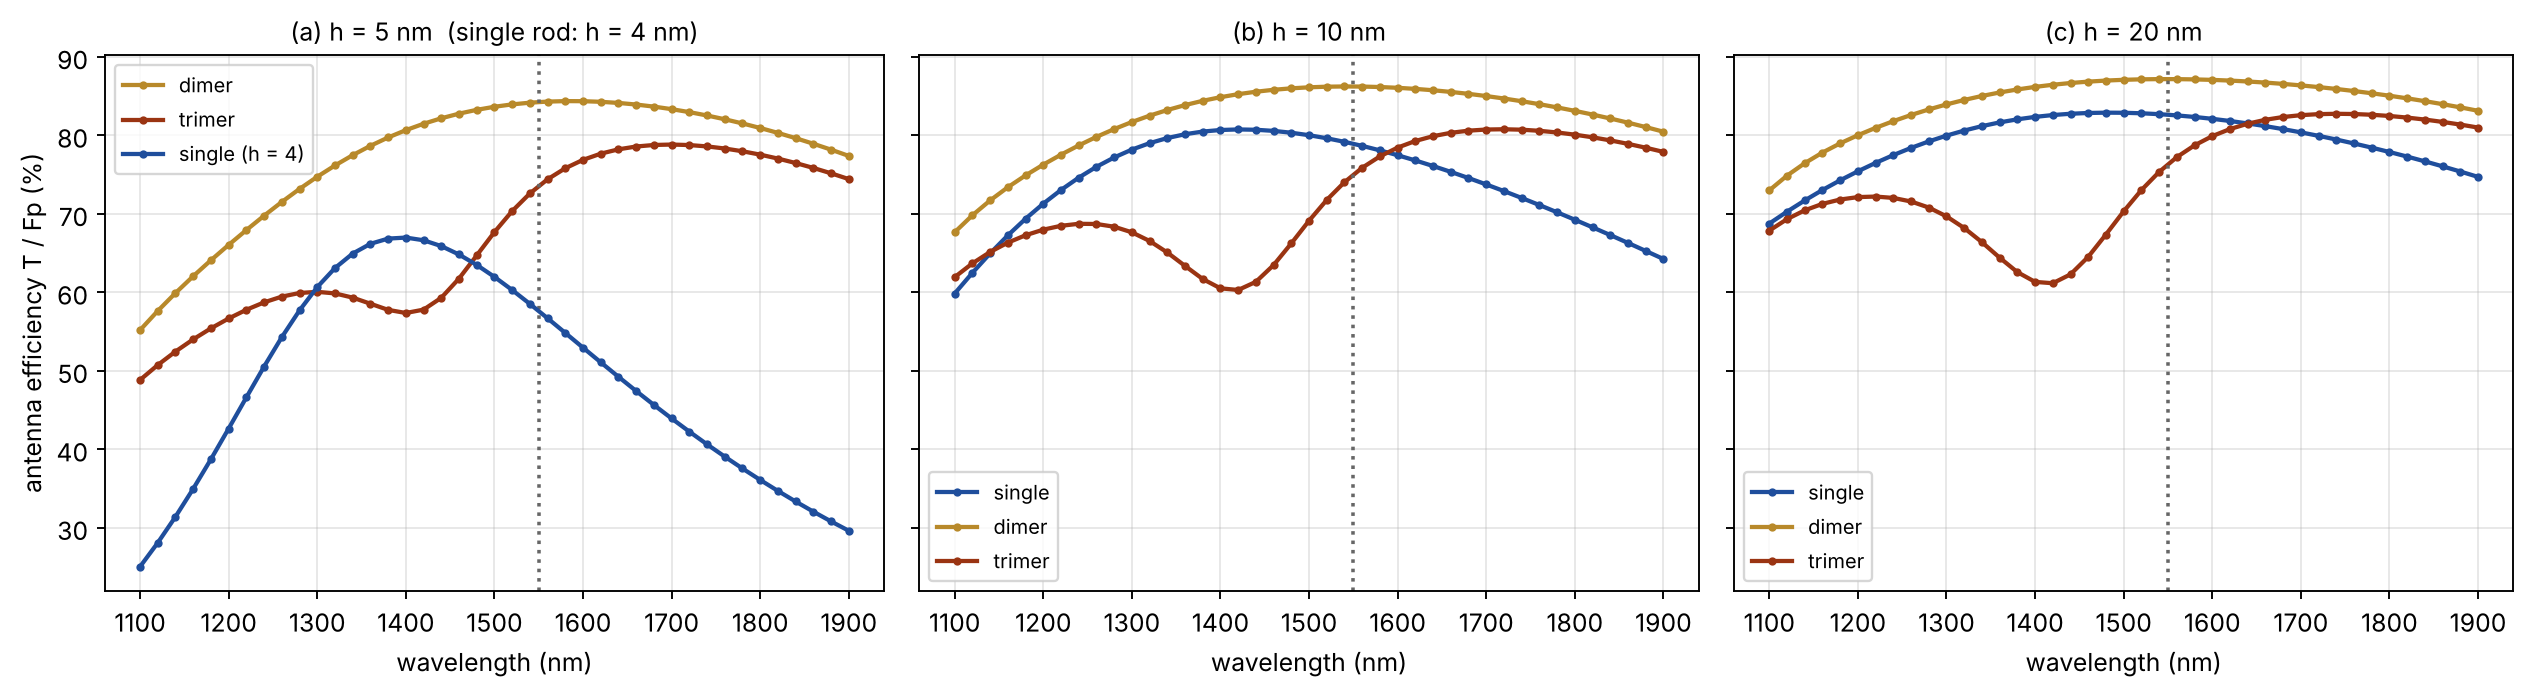 (a) h = 5 nm (single rod: h = 4 nm)
antenna efficiency T / Fp (%)
90
80
70
60
50
40
30
dimer
trimer
single (h = 4)
1100 1200 1300 1400 1500 1600 1700 1800 1900
wavelength (nm)
(b) h = 10 nm
single
dimer
trimer
1100 1200 1300 1400 1500 1600 1700 1800 1900
wavelength (nm)
(c) h = 20 nm
single
dimer
trimer
1100 1200 1300 1400 1500 1600 1700 1800 1900
wavelength (nm)